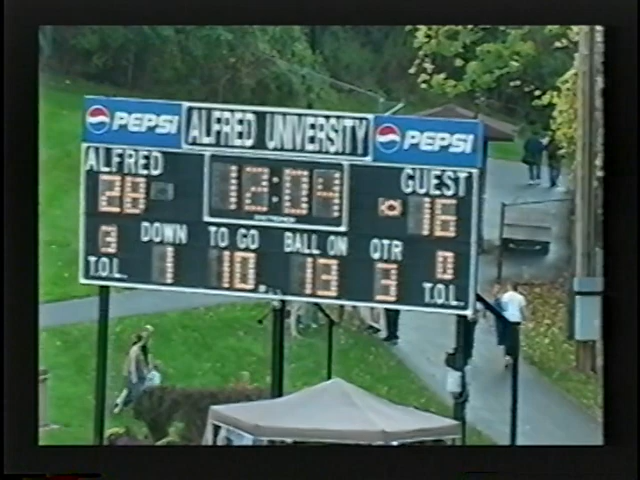 PEPSI ALFRED UNIVERSITY PEPSI
ALFRED 12:04 GUEST
28 16
DOWN TO GO BALL ON QTR
3 1 10 13 3 0
T.O.L. T.O.L.